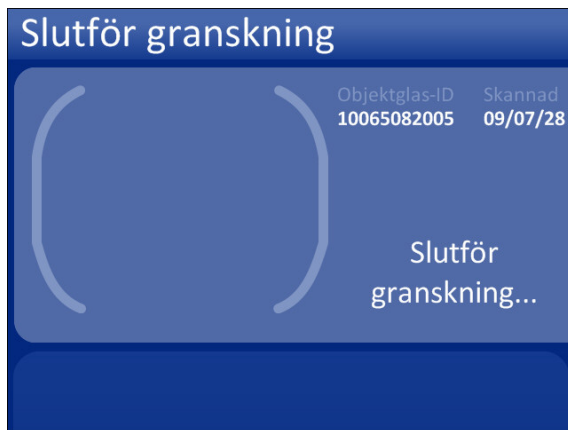 Slutför granskning
Objektglas-ID Skannad
10065082005 09/07/28
Slutför
granskning...